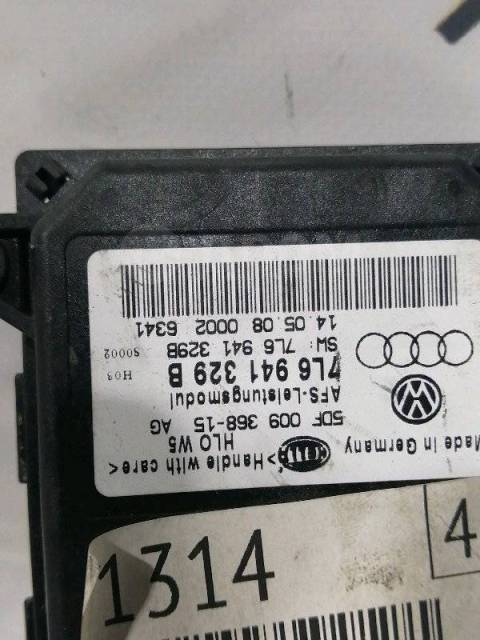 Made in Germany
>Handle with care<
HELLA
HLO W5
5DF 009 368-15 AG
AFS-Leistungsmodul
7L6 941 329 B H03
SW: 7L6 941 329B S0002
14.05.08 0002 6341
1314
4